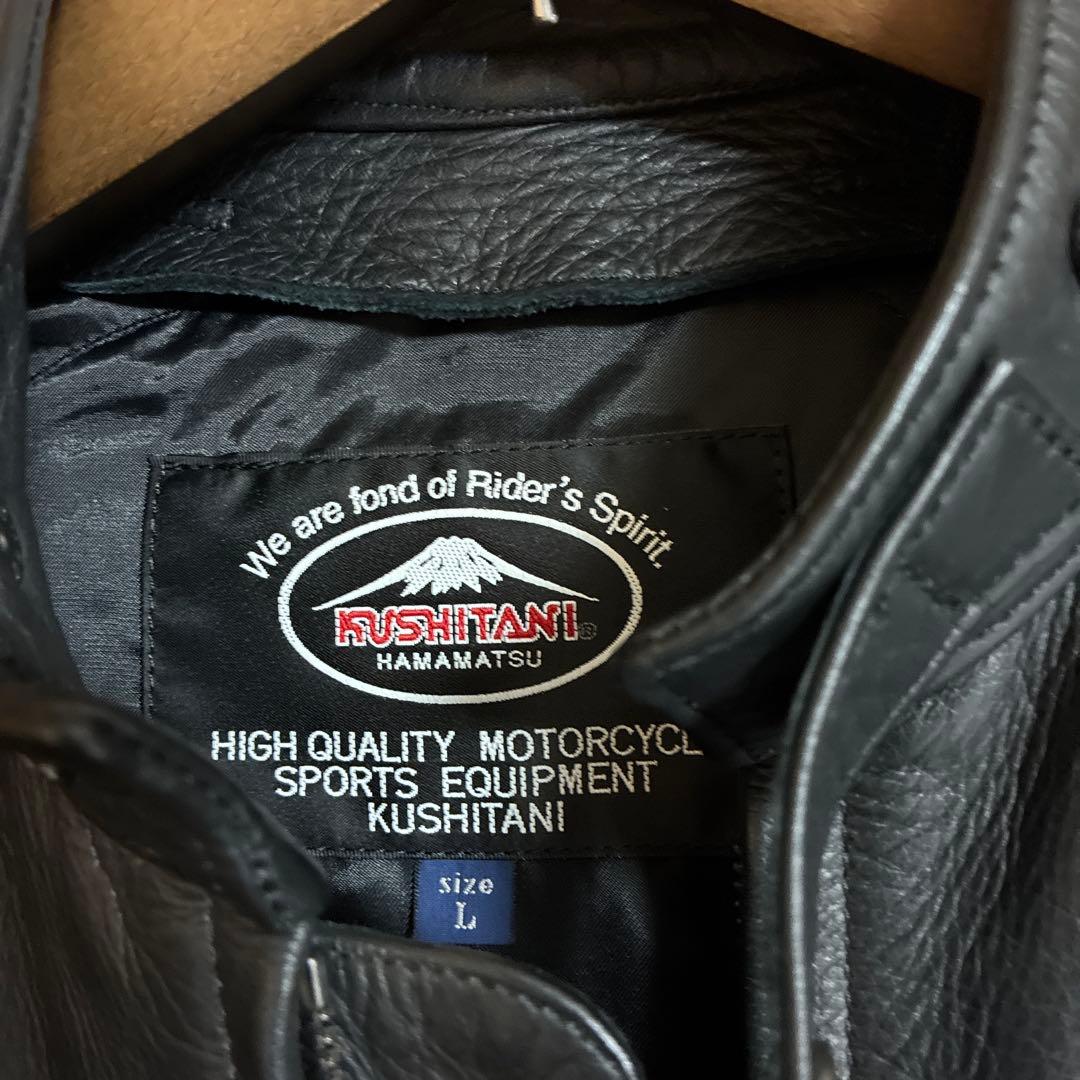 We are fond of Rider's Spirit.
KUSHITANI®
HAMAMATSU
HIGH QUALITY MOTORCYCL
SPORTS EQUIPMENT
KUSHITANI
size
L